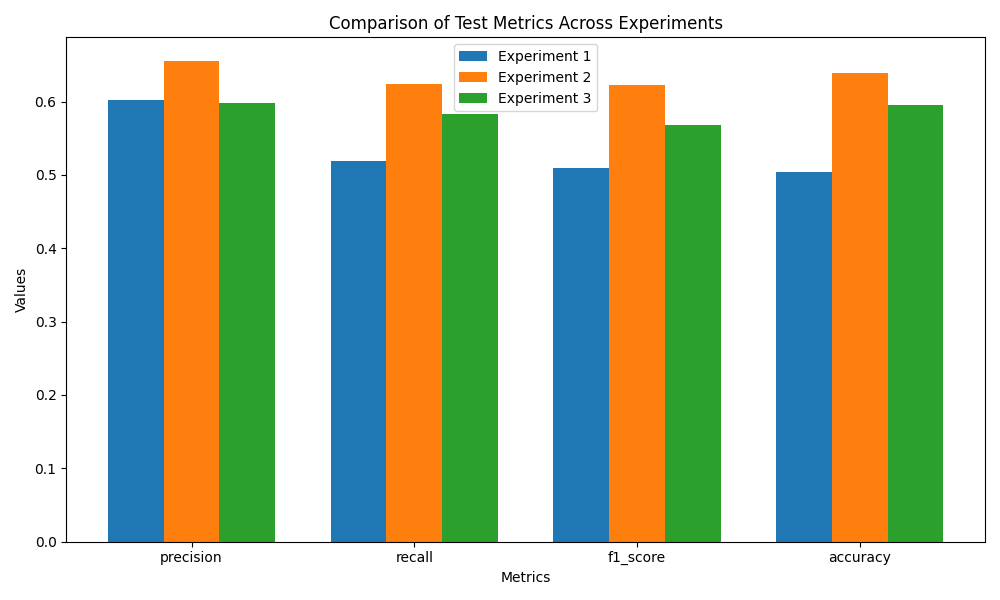 Comparison of Test Metrics Across Experiments
Experiment 1
Experiment 2
Experiment 3
Values
0.6
0.5
0.4
0.3
0.2
0.1
0.0
precision
recall
f1_score
accuracy
Metrics